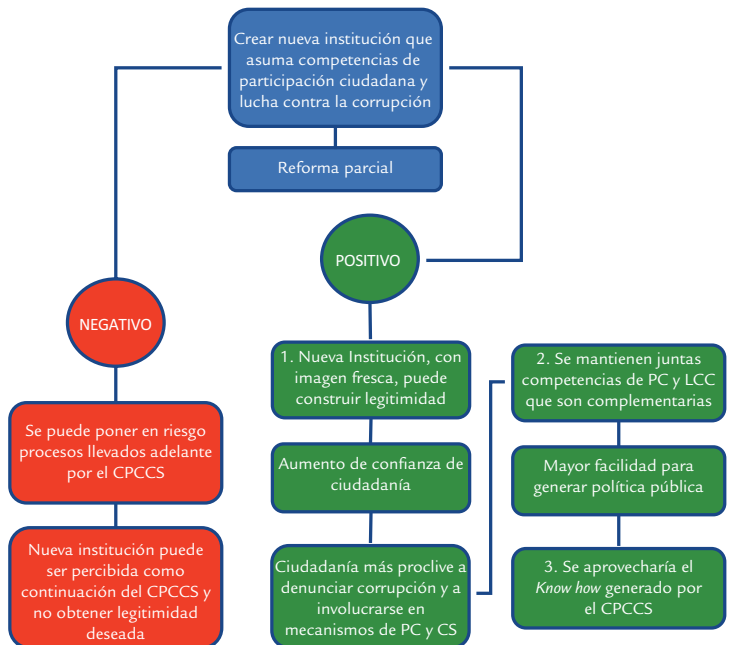 Crear nueva institución que
asuma competencias de
participación ciudadana y
lucha contra la corrupción
Reforma parcial
NEGATIVO
Se puede poner en riesgo
procesos llevados adelante
por el CPCCS
Nueva institución puede
ser percibida como
continuación del CPCCS y
no obtener legitimidad
deseada
POSITIVO
1. Nueva Institución, con
imagen fresca, puede
construir legitimidad
Aumento de confianza de
ciudadanía
Ciudadanía más proclive a
denunciar corrupción y a
involucrarse en
mecanismos de PC y CS
2. Se mantienen juntas
competencias de PC y LCC
que son complementarias
Mayor facilidad para
generar política pública
3. Se aprovecharía el
Know how generado por
el CPCCS